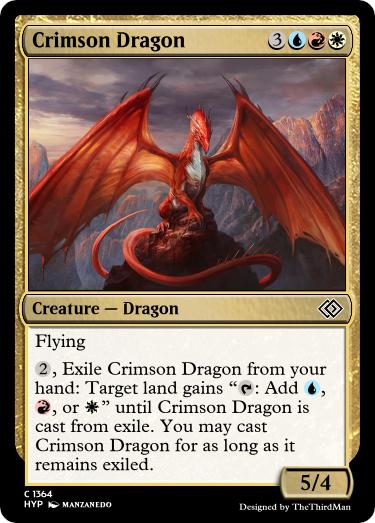 Crimson Dragon 3
Creature — Dragon
Flying
2, Exile Crimson Dragon from your
hand: Target land gains “: Add ,
, or ” until Crimson Dragon is
cast from exile. You may cast
Crimson Dragon for as long as it
remains exiled.
5/4
C 1364
HYP MANZANEDO
Designed by TheThirdMan